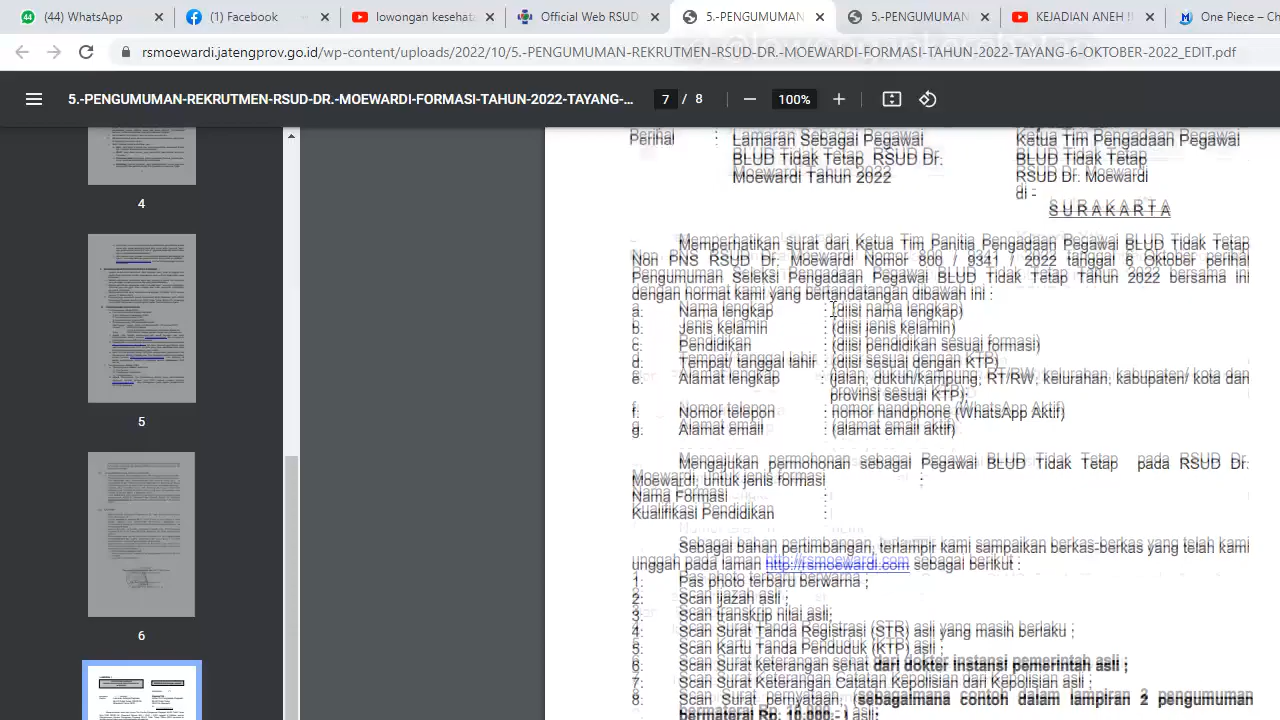 (44) WhatsApp
(1) Facebook
lowongan kesehata
Official Web RSUD
5.-PENGUMUMAN
5.-PENGUMUMAN
KEJADIAN ANEH !!
One Piece – Ch
rsmoewardi.jatengprov.go.id/wp-content/uploads/2022/10/5.-PENGUMUMAN-REKRUTMEN-RSUD-DR.-MOEWARDI-FORMASI-TAHUN-2022-TAYANG-6-OKTOBER-2022_EDIT.pdf
5.-PENGUMUMAN-REKRUTMEN-RSUD-DR.-MOEWARDI-FORMASI-TAHUN-2022-TAYANG-...
7 / 8
100%
4
5
6
Perihal : Lamaran Sebagai Pegawai Ketua Tim Pengadaan Pegawai
BLUD Tidak Tetap RSUD Dr. BLUD Tidak Tetap
Moewardi Tahun 2022 RSUD Dr. Moewardi
di -
S U R A K A R T A
Memperhatikan surat dari Ketua Tim Panitia Pengadaan Pegawai BLUD Tidak Tetap
Non PNS RSUD Dr. Moewardi Nomor 800 / 9341 / 2022 tanggal 6 Oktober perihal
Pengumuman Seleksi Pengadaan Pegawai BLUD Tidak Tetap Tahun 2022 bersama ini
dengan hormat kami yang bertandatangan dibawah ini :
a. Nama lengkap : (diisi nama lengkap)
b. Jenis kelamin : (diisi jenis kelamin)
c. Pendidikan : (diisi pendidikan sesuai formasi)
d. Tempat/ tanggal lahir : (diisi sesuai dengan KTP)
e. Alamat lengkap : (jalan, dukuh/kampung, RT/RW, kelurahan, kabupaten/ kota dan
provinsi sesuai KTP);
f. Nomor telepon : nomor handphone (WhatsApp Aktif)
g. Alamat email : (alamat email aktif)
Mengajukan permohonan sebagai Pegawai BLUD Tidak Tetap pada RSUD Dr.
Moewardi, untuk jenis formasi :
Nama Formasi :
Kualifikasi Pendidikan :
Sebagai bahan pertimbangan, terlampir kami sampaikan berkas-berkas yang telah kami
unggah pada laman http://rsmoewardi.com sebagai berikut :
1. Pas photo terbaru berwarna ;
2. Scan ijazah asli ;
3. Scan transkrip nilai asli;
4. Scan Surat Tanda Registrasi (STR) asli yang masih berlaku ;
5. Scan Kartu Tanda Penduduk (KTP) asli ;
6. Scan Surat keterangan sehat dari dokter instansi pemerintah asli ;
7. Scan Surat Keterangan Catatan Kepolisian dari Kepolisian asli ;
8. Scan Surat pernyataan, (sebagaimana contoh dalam lampiran 2 pengumuman
bermaterai Rp. 10.000,- ) asli;